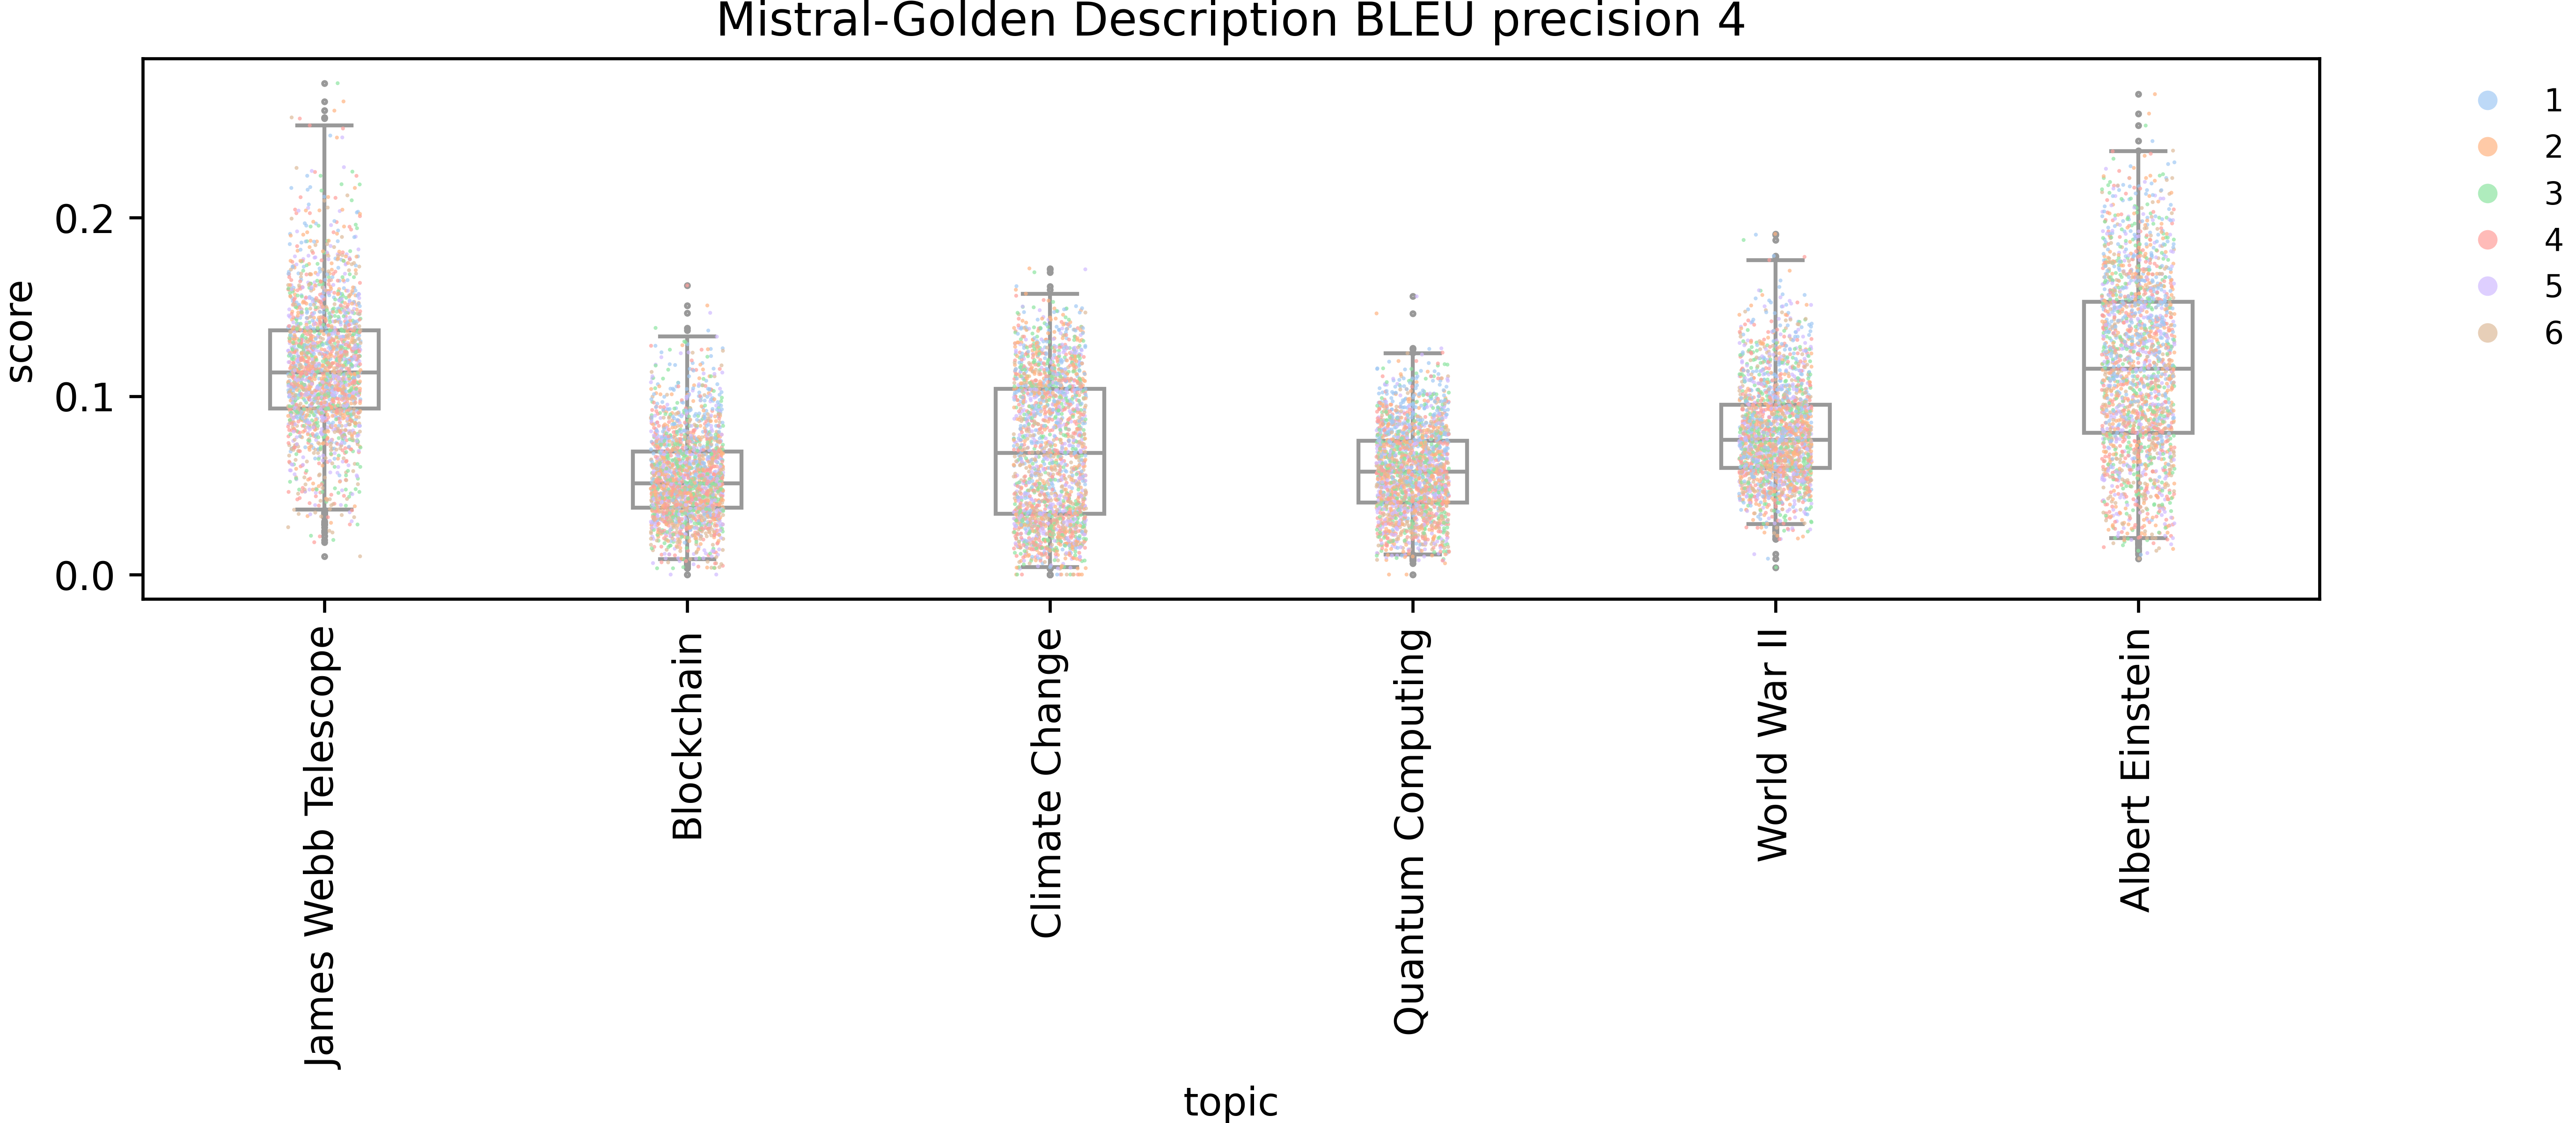 Mistral-Golden Description BLEU precision 4
score
0.2
0.1
0.0
1
2
3
4
5
6
James Webb Telescope
Blockchain
Climate Change
Quantum Computing
World War II
Albert Einstein
topic